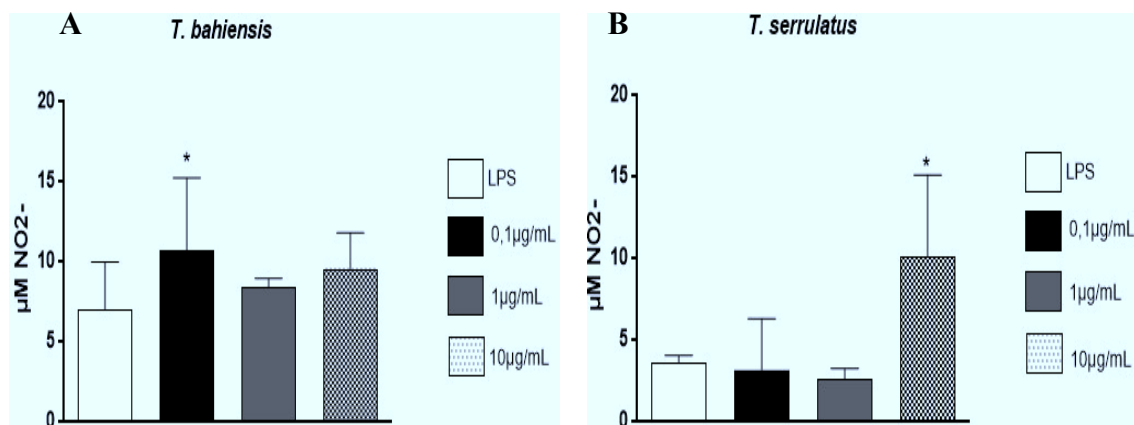 A
T. bahiensis
µM NO2-
20
15
10
5
0
*
LPS
0,1µg/mL
1µg/mL
10µg/mL
B
T. serrulatus
µM NO2-
20
15
10
5
0
*
LPS
0,1µg/mL
1µg/mL
10µg/mL